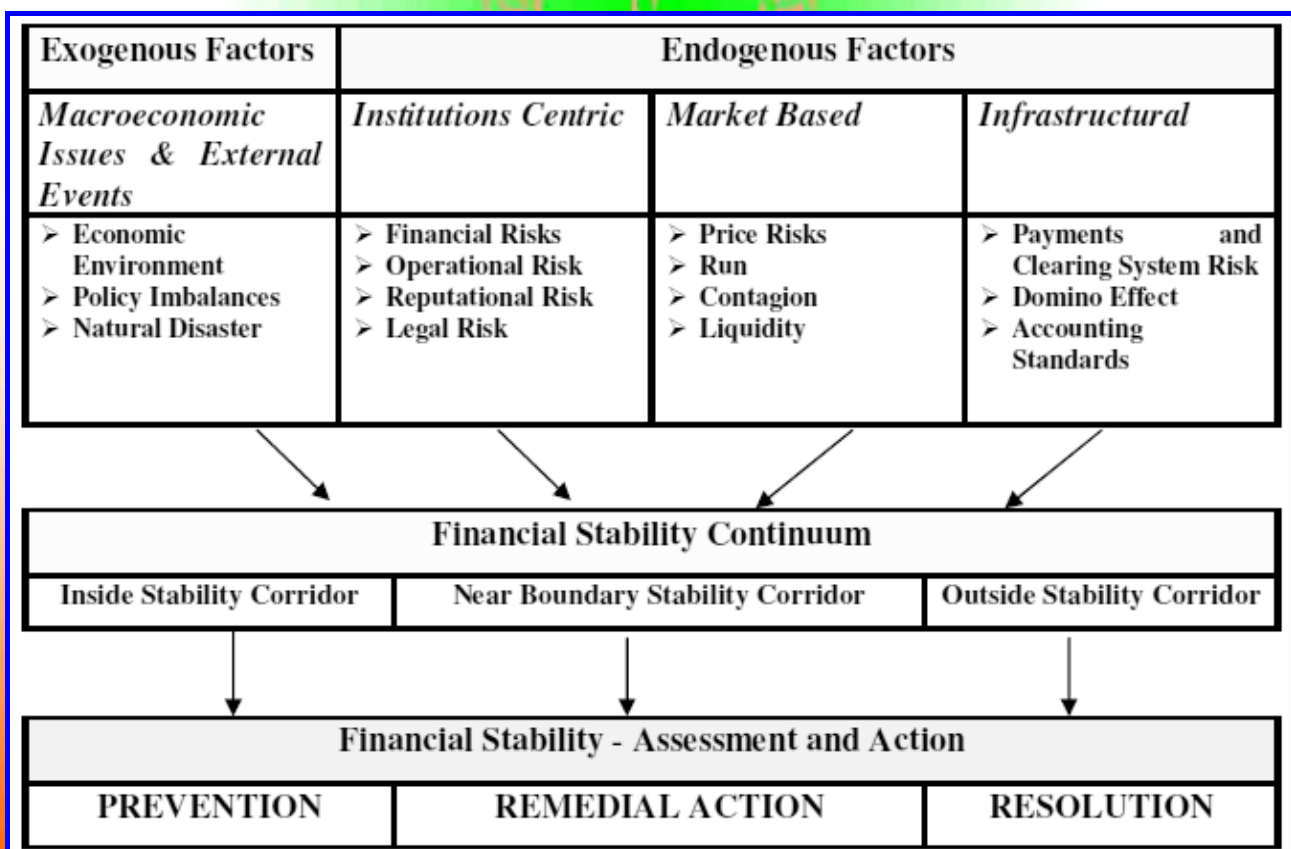 Exogenous Factors
Endogenous Factors
Macroeconomic
Issues & External
Events
Institutions Centric
Market Based
Infrastructural
➢ Economic
Environment
➢ Policy Imbalances
➢ Natural Disaster
➢ Financial Risks
➢ Operational Risk
➢ Reputational Risk
➢ Legal Risk
➢ Price Risks
➢ Run
➢ Contagion
➢ Liquidity
➢ Payments and
Clearing System Risk
➢ Domino Effect
➢ Accounting
Standards
Financial Stability Continuum
Inside Stability Corridor
Near Boundary Stability Corridor
Outside Stability Corridor
Financial Stability - Assessment and Action
PREVENTION
REMEDIAL ACTION
RESOLUTION